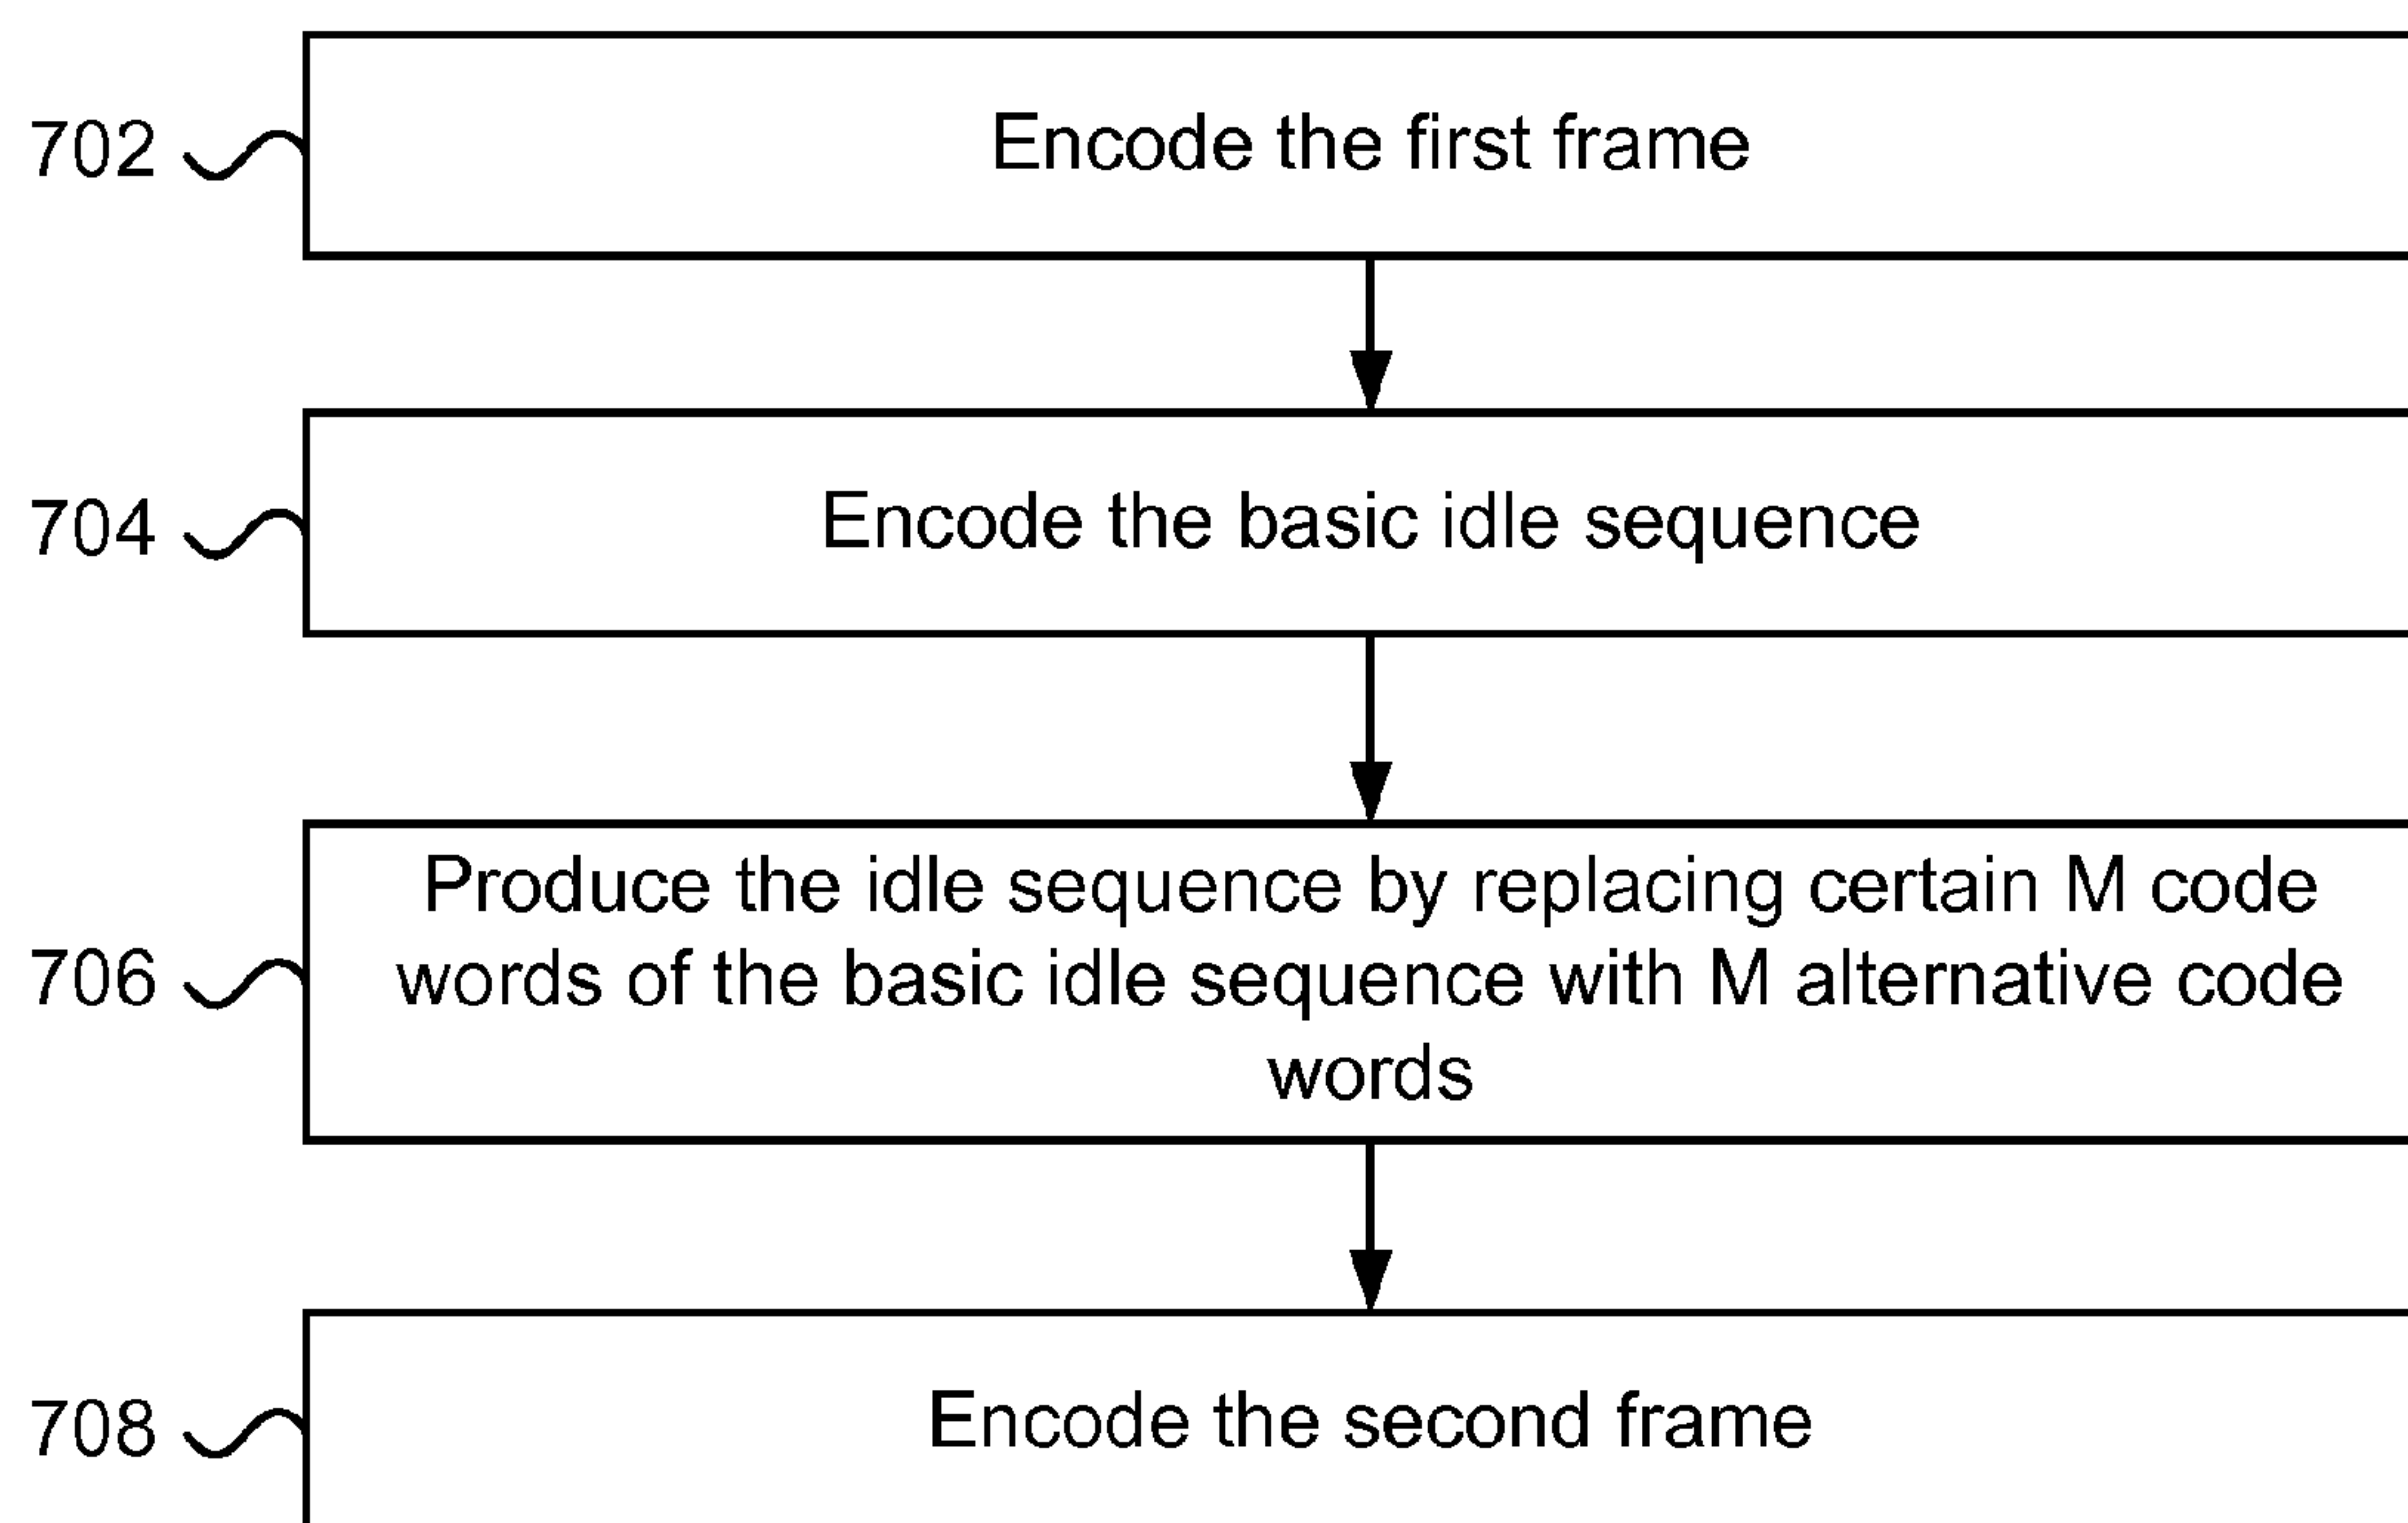 702
Encode the first frame
704
Encode the basic idle sequence
Produce the idle sequence by replacing certain M code
706
words of the basic idle sequence with M alternative code
words
708
Encode the second frame